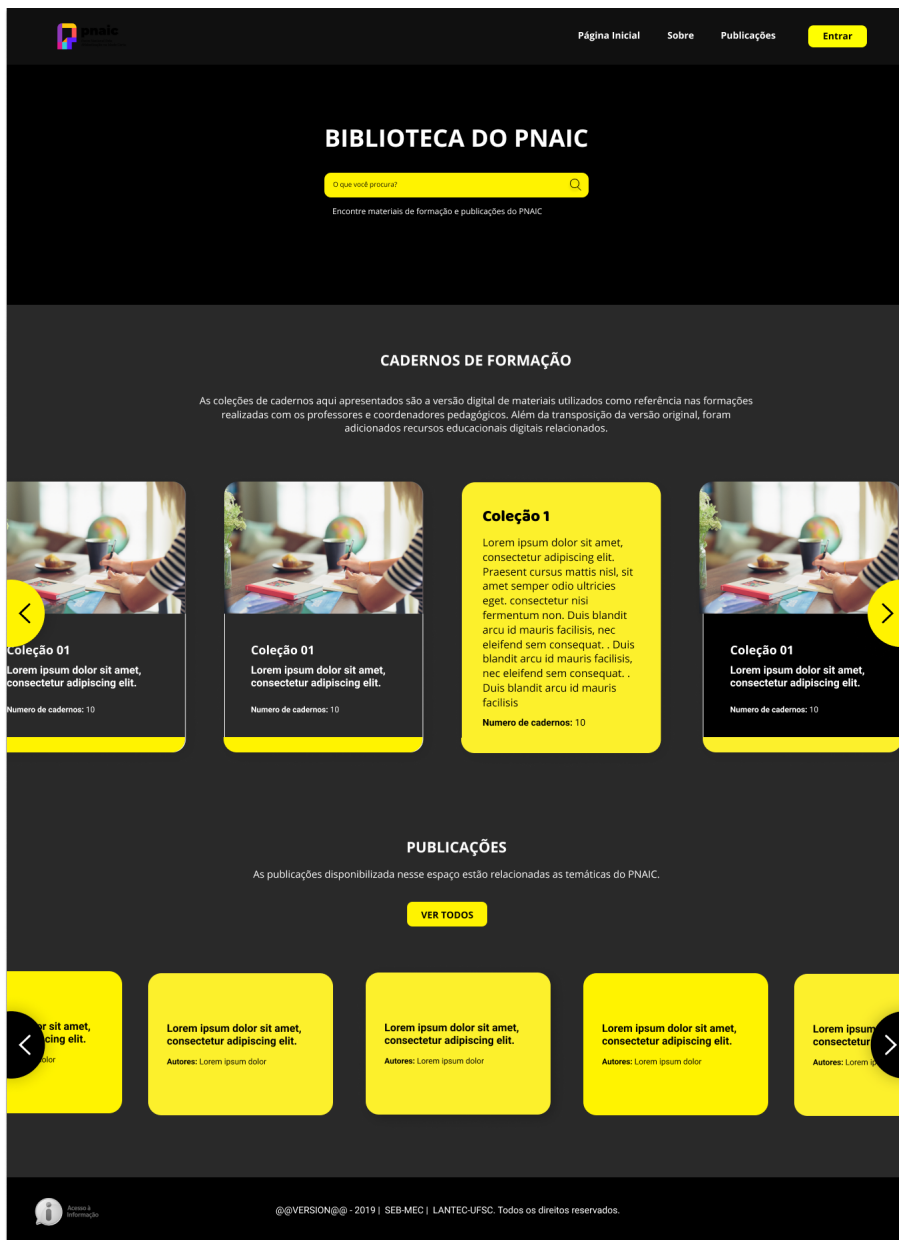 pnaic
Página Inicial Sobre Publicações Entrar
BIBLIOTECA DO PNAIC
O que você procura?
Encontre materiais de formação e publicações do PNAIC
CADERNOS DE FORMAÇÃO
As coleções de cadernos aqui apresentados são a versão digital de materiais utilizados como referência nas formações
realizadas com os professores e coordenadores pedagógicos. Além da transposição da versão original, foram
adicionados recursos educacionais digitais relacionados.
Coleção 01
Lorem ipsum dolor sit amet,
consectetur adipiscing elit.
Numero de cadernos: 10
Coleção 01
Lorem ipsum dolor sit amet,
consectetur adipiscing elit.
Numero de cadernos: 10
Coleção 1
Lorem ipsum dolor sit amet,
consectetur adipiscing elit.
Praesent cursus mattis nisl, sit
amet semper odio ultricies
eget. consectetur nisi
fermentum non. Duis blandit
arcu id mauris facilisis, nec
eleifend sem consequat. . Duis
blandit arcu id mauris facilisis,
nec eleifend sem consequat. .
Duis blandit arcu id mauris
facilisis
Numero de cadernos: 10
Coleção 01
Lorem ipsum dolor sit amet,
consectetur adipiscing elit.
Numero de cadernos: 10
PUBLICAÇÕES
As publicações disponibilizada nesse espaço estão relacionadas as temáticas do PNAIC.
VER TODOS
sit amet,
elit.
Lorem ipsum dolor sit amet,
consectetur adipiscing elit.
Autores: Lorem ipsum dolor
Lorem ipsum dolor sit amet,
consectetur adipiscing elit.
Autores: Lorem ipsum dolor
Lorem ipsum dolor sit amet,
consectetur adipiscing elit.
Autores: Lorem ipsum dolor
Lorem ipsum
consectetur
Autores: Lorem
Acesso à
Informação
@@VERSION@@ - 2019 | SEB-MEC | LANTEC-UFSC. Todos os direitos reservados.